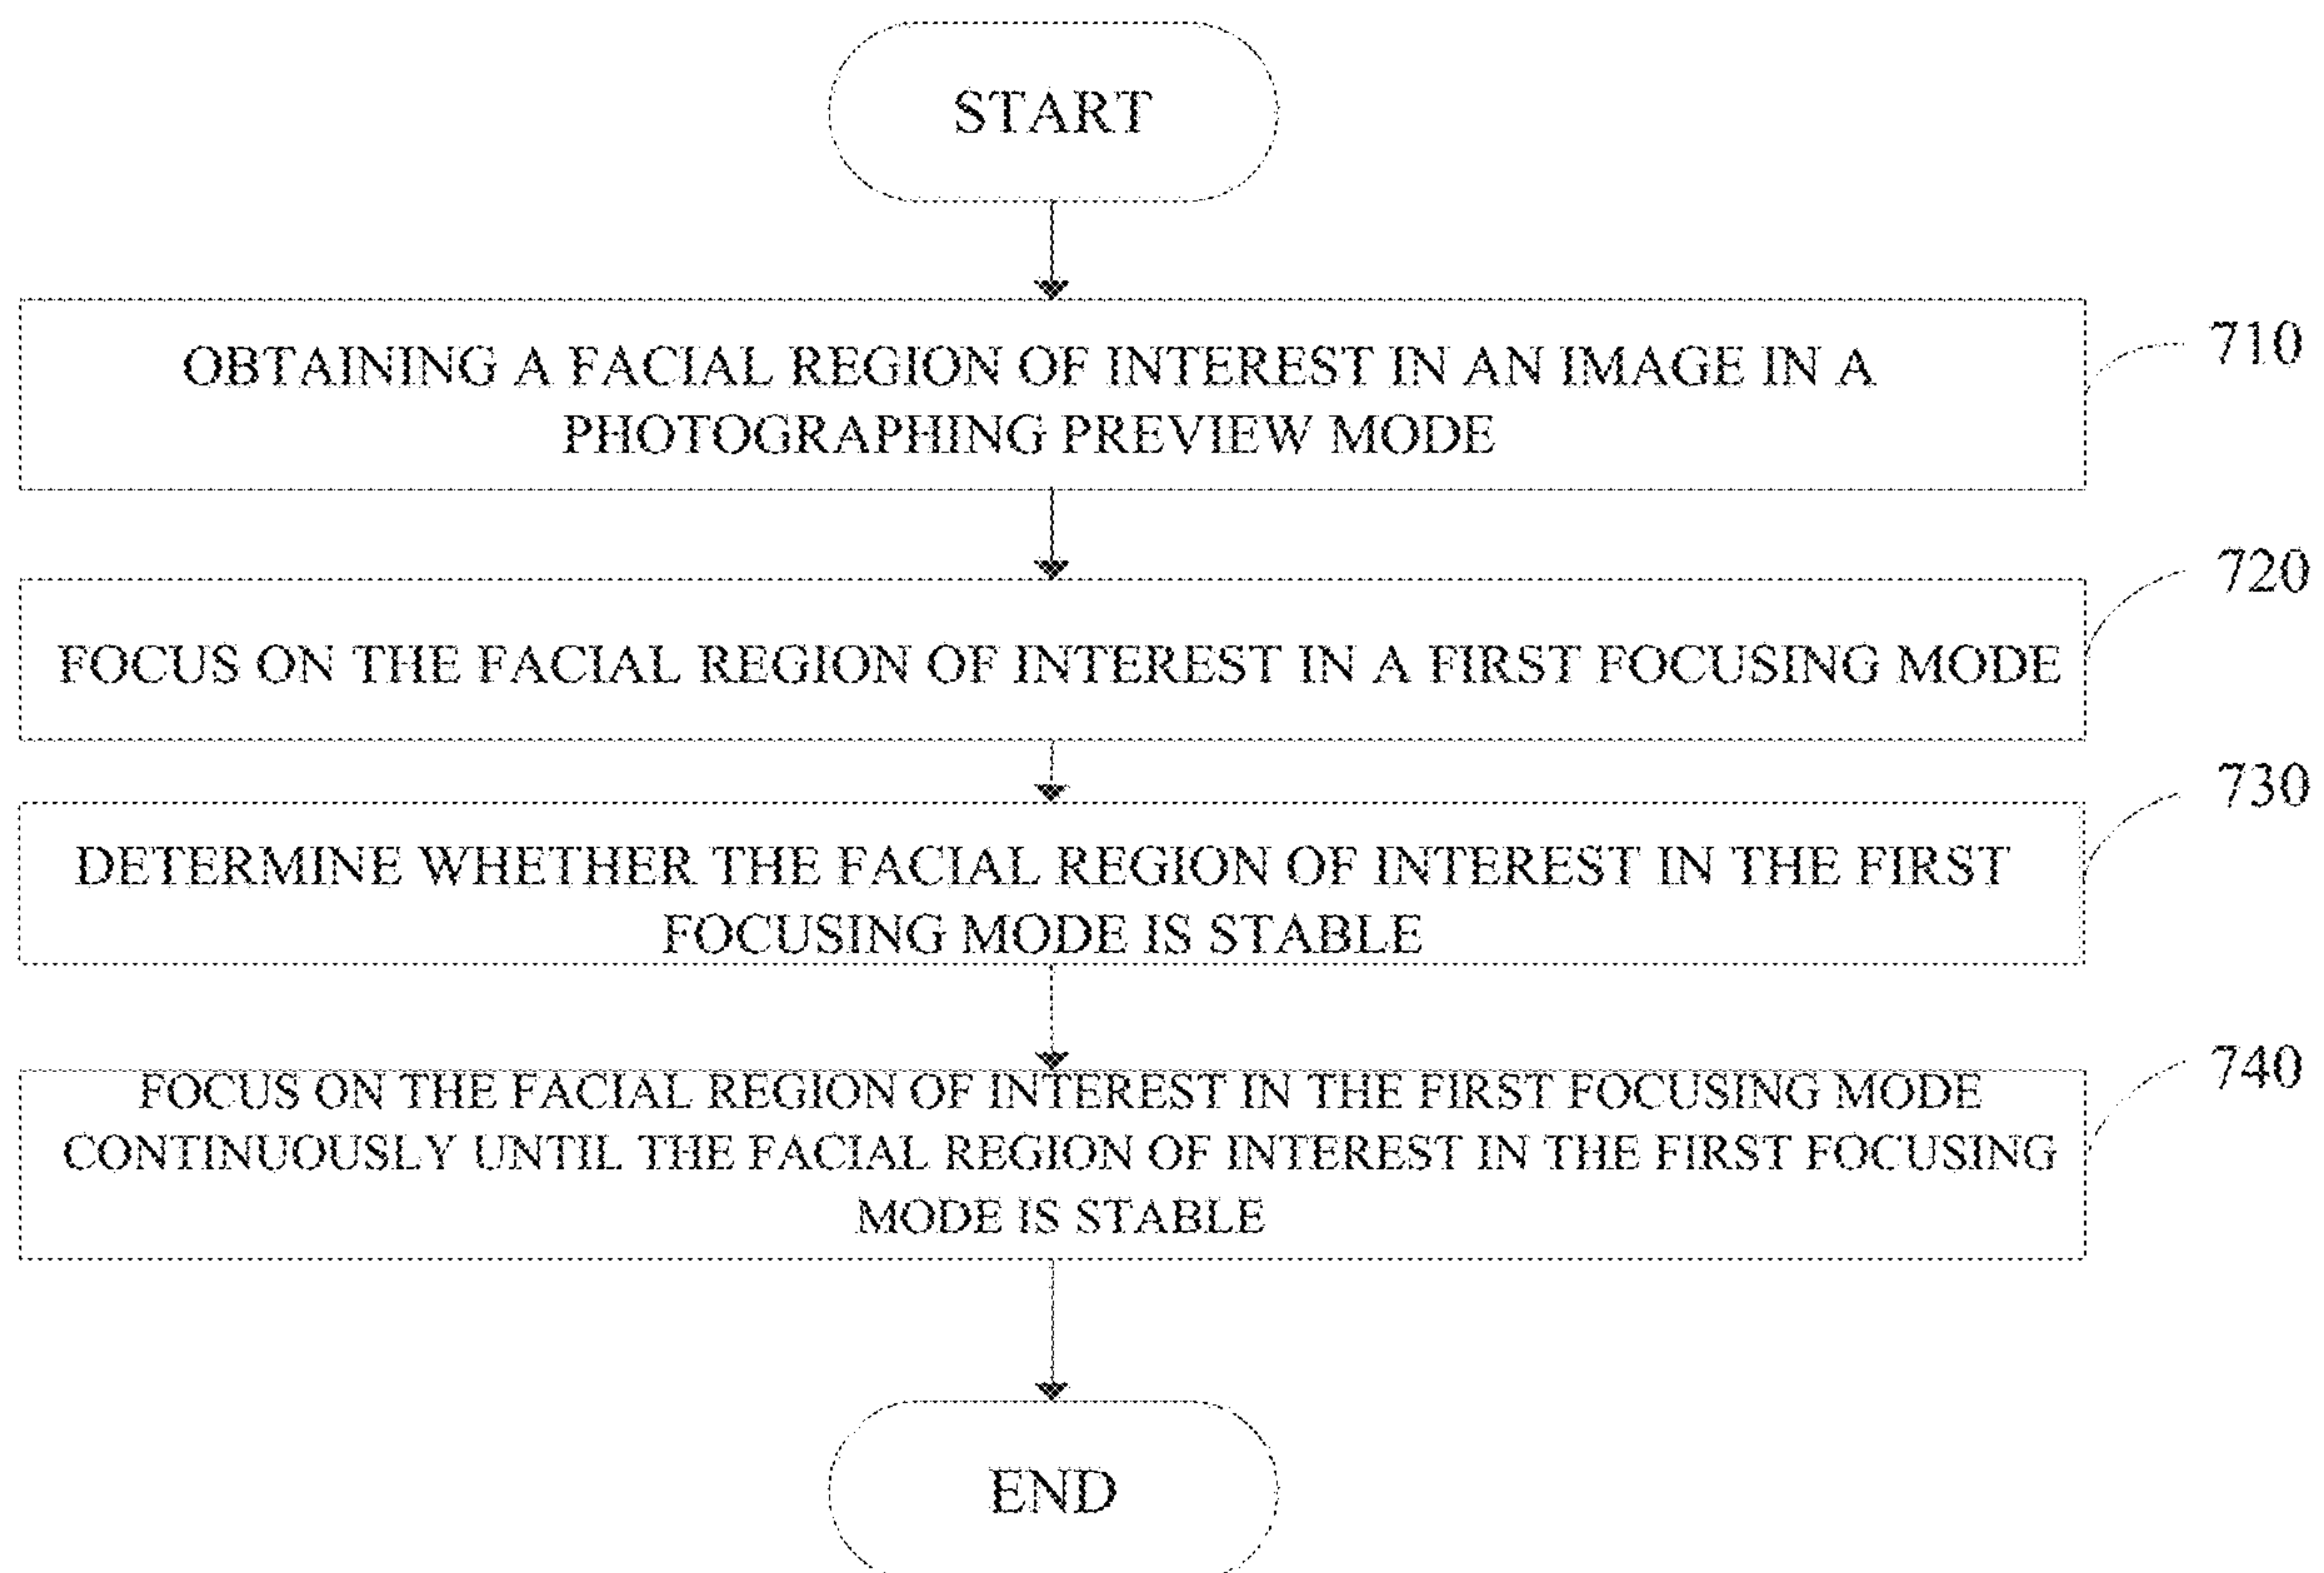 START
OBTAINING A FACIAL REGION OF INTEREST IN AN IMAGE IN A
PHOTOGRAPHING PREVIEW MODE
710
FOCUS ON THE FACIAL REGION OF INTEREST IN A FIRST FOCUSING MODE
720
DETERMINE WHETHER THE FACIAL REGION OF INTEREST IN THE FIRST
FOCUSING MODE IS STABLE
730
FOCUS ON THE FACIAL REGION OF INTEREST IN THE FIRST FOCUSING MODE
CONTINUOUSLY UNTIL THE FACIAL REGION OF INTEREST IN THE FIRST FOCUSING
MODE IS STABLE
740
END